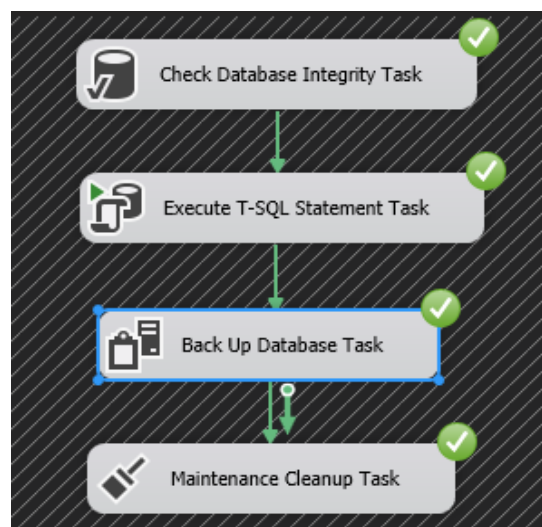 Check Database Integrity Task
Execute T-SQL Statement Task
Back Up Database Task
Maintenance Cleanup Task